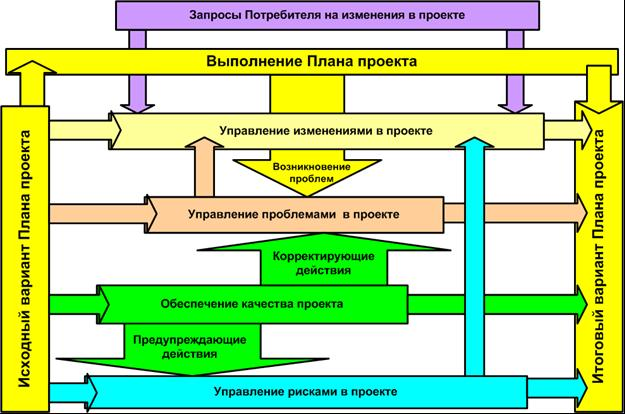 Запросы Потребителя на изменения в проекте
Выполнение Плана проекта
Исходный вариант Плана проекта
Управление изменениями в проекте
Возникновение
проблем
Управление проблемами в проекте
Корректирующие
действия
Обеспечение качества проекта
Предупреждающие
действия
Управление рисками в проекте
Итоговый вариант Плана проекта